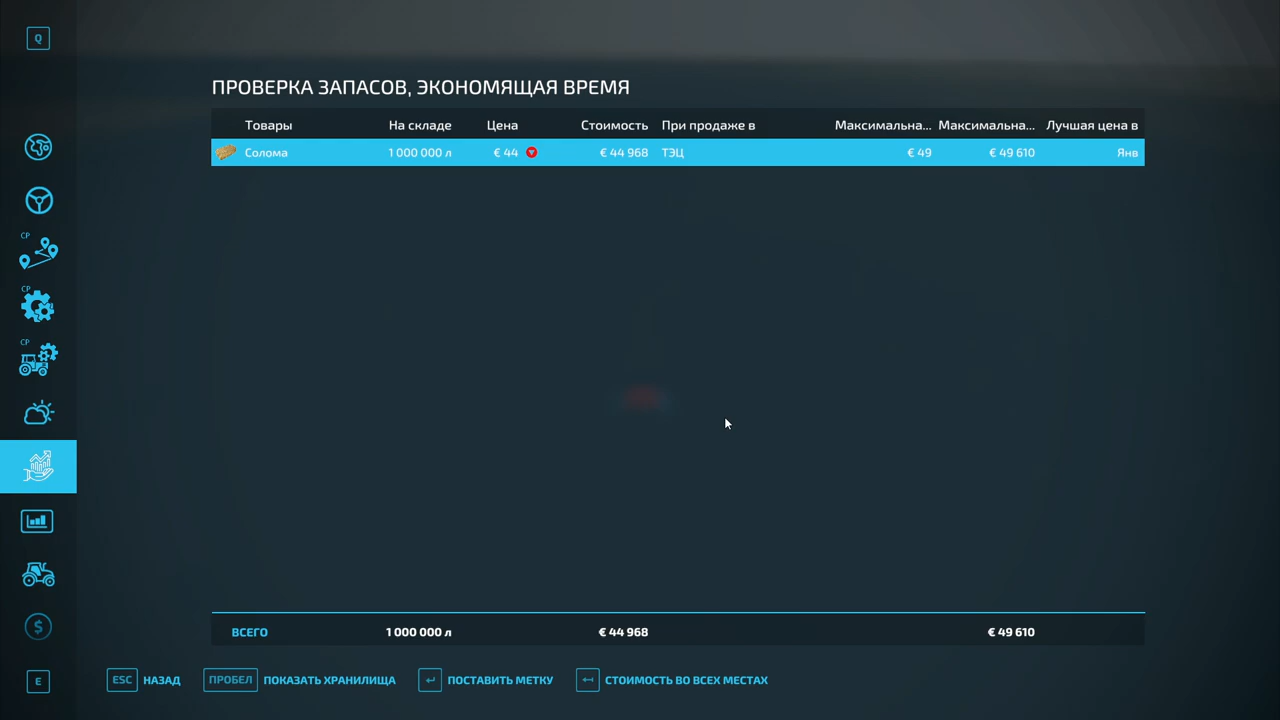 Q
ПРОВЕРКА ЗАПАСОВ, ЭКОНОМЯЩАЯ ВРЕМЯ
Товары На складе Цена Стоимость При продаже в Максимальна... Максимальна... Лучшая цена в
Солома 1 000 000 л € 44 € 44 968 ТЭЦ € 49 € 49 610 Янв
CP
CP
CP
ВСЕГО 1 000 000 л € 44 968 € 49 610
E ESC НАЗАД ПРОБЕЛ ПОКАЗАТЬ ХРАНИЛИЩА ПОСТАВИТЬ МЕТКУ СТОИМОСТЬ ВО ВСЕХ МЕСТАХ